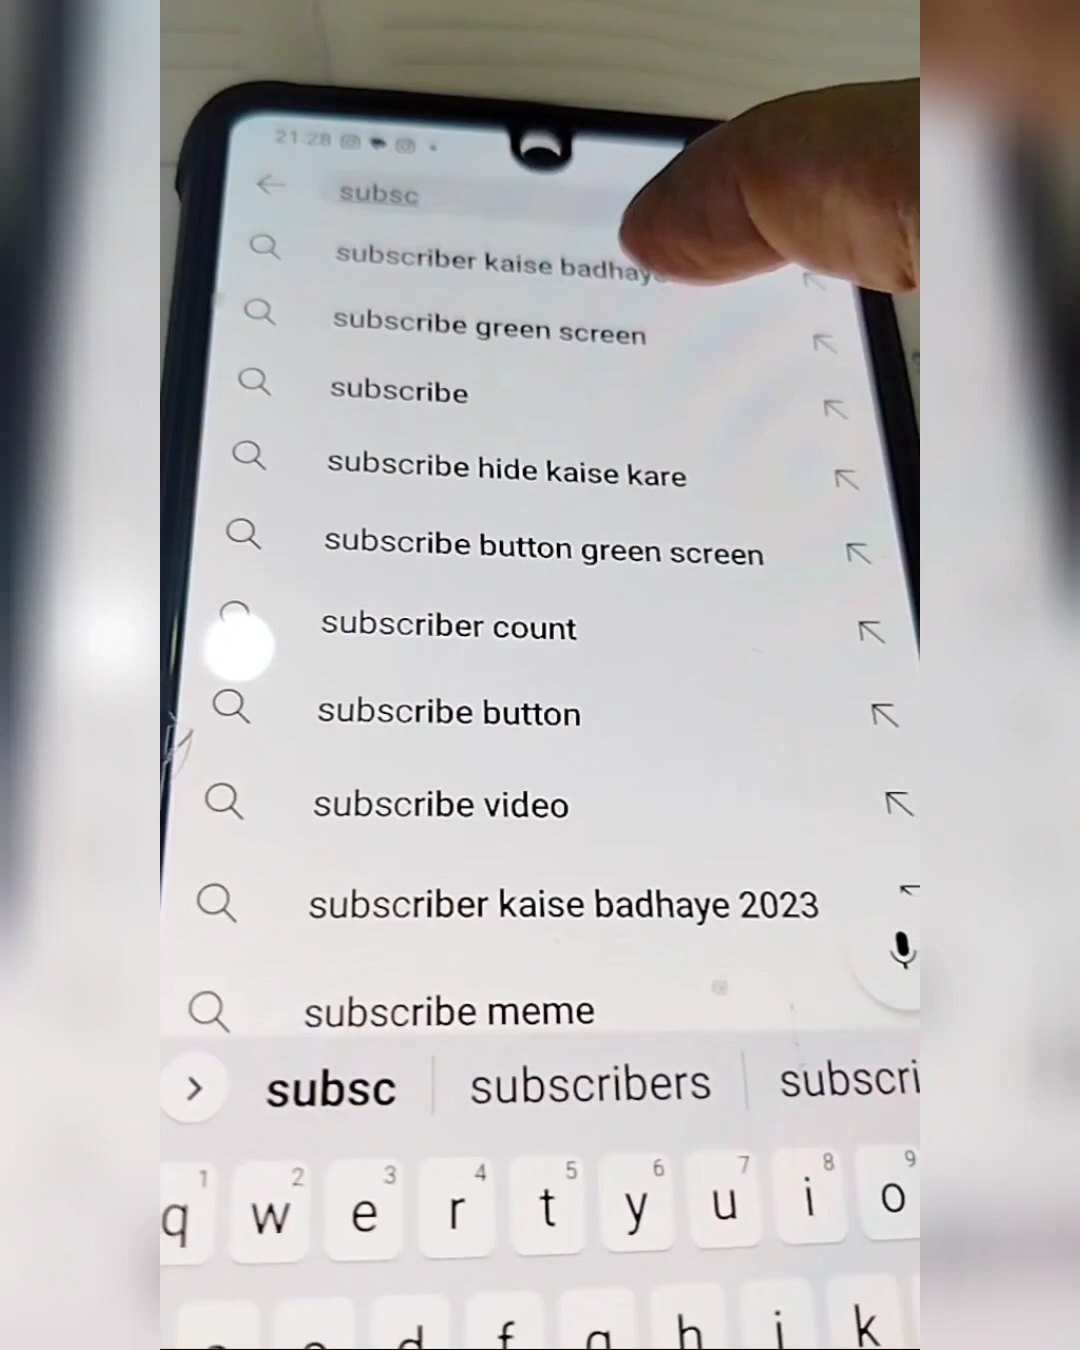 21:28
subsc
subscriber kaise badhaye
subscribe green screen
subscribe
subscribe hide kaise kare
subscribe button green screen
subscriber count
subscribe button
subscribe video
subscriber kaise badhaye 2023
subscribe meme
subsc subscribers subscri
1 2 3 4 5 6 7 8 9
q w e r t y u i o
d f g h j k